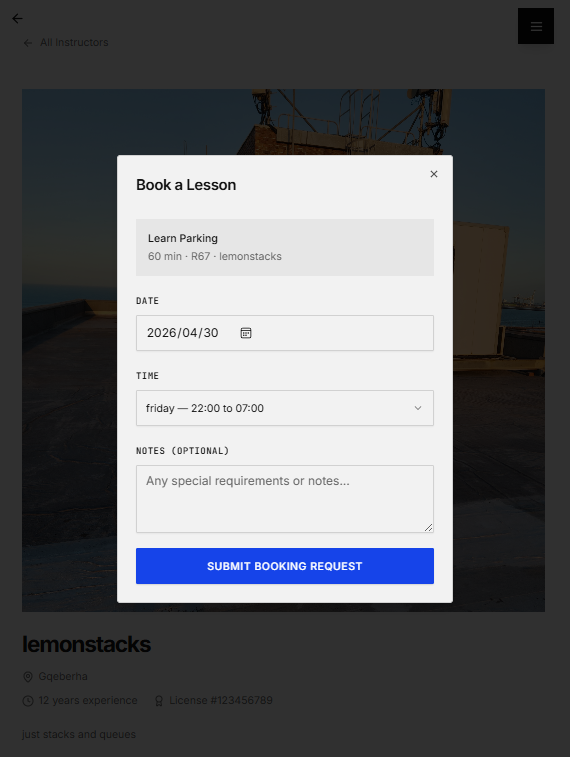 All Instructors
Book a Lesson
Learn Parking
60 min · R67 · lemonstacks
DATE
2026/04/30
TIME
friday — 22:00 to 07:00
NOTES (OPTIONAL)
Any special requirements or notes...
SUBMIT BOOKING REQUEST
lemonstacks
Gqeberha
12 years experience
License #123456789
just stacks and queues